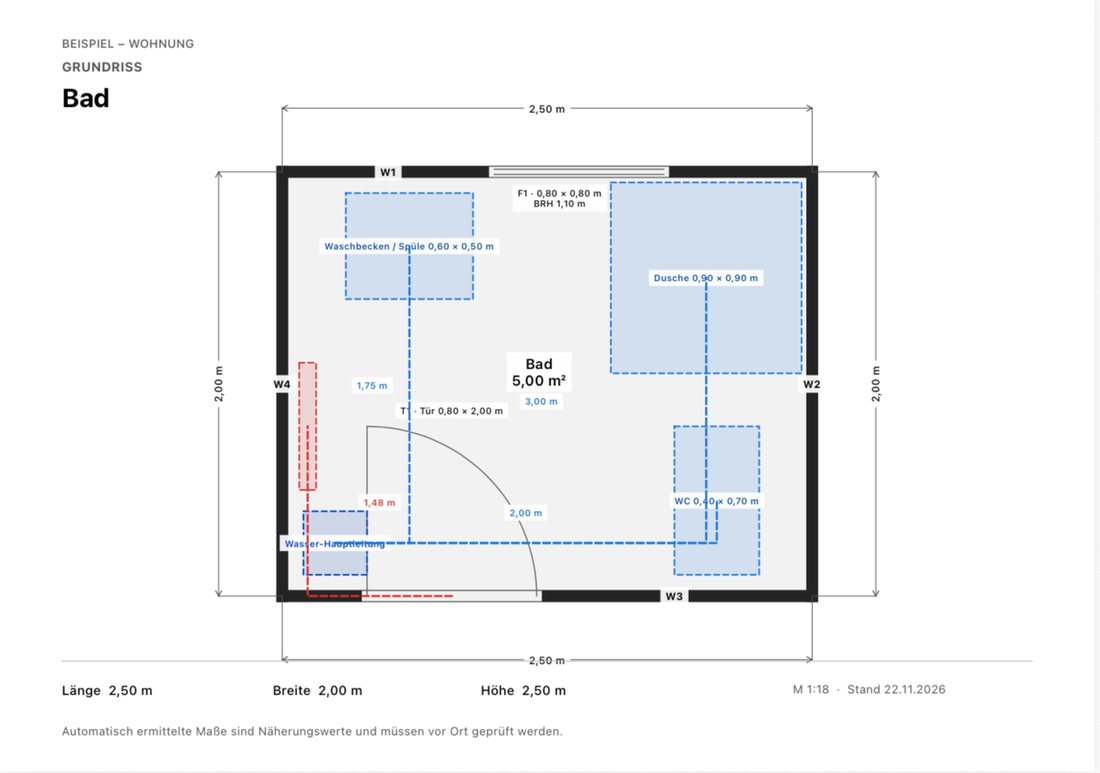 BEISPIEL – WOHNUNG
GRUNDRISS
Bad
2,50 m
W1
F1 · 0,80 × 0,80 m
BRH 1,10 m
Waschbecken / Spüle 0,60 × 0,50 m
Dusche 0,90 × 0,90 m
2,00 m
W4
1,75 m
Bad
5,00 m²
3,00 m
W2
2,00 m
T1 · Tür 0,80 × 2,00 m
1,48 m
2,00 m
WC 0,40 × 0,70 m
Wasser-Hauptleitung
W3
2,50 m
Länge 2,50 m
Breite 2,00 m
Höhe 2,50 m
M 1:18 · Stand 22.11.2026
Automatisch ermittelte Maße sind Näherungswerte und müssen vor Ort geprüft werden.